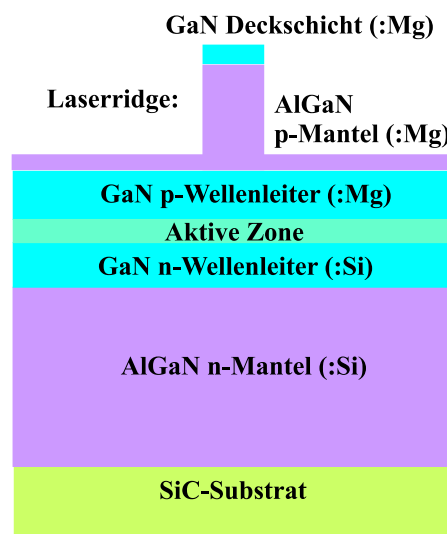 GaN Deckschicht (:Mg)
Laserridge:
AlGaN
p-Mantel (:Mg)
GaN p-Wellenleiter (:Mg)
Aktive Zone
GaN n-Wellenleiter (:Si)
AlGaN n-Mantel (:Si)
SiC-Substrat